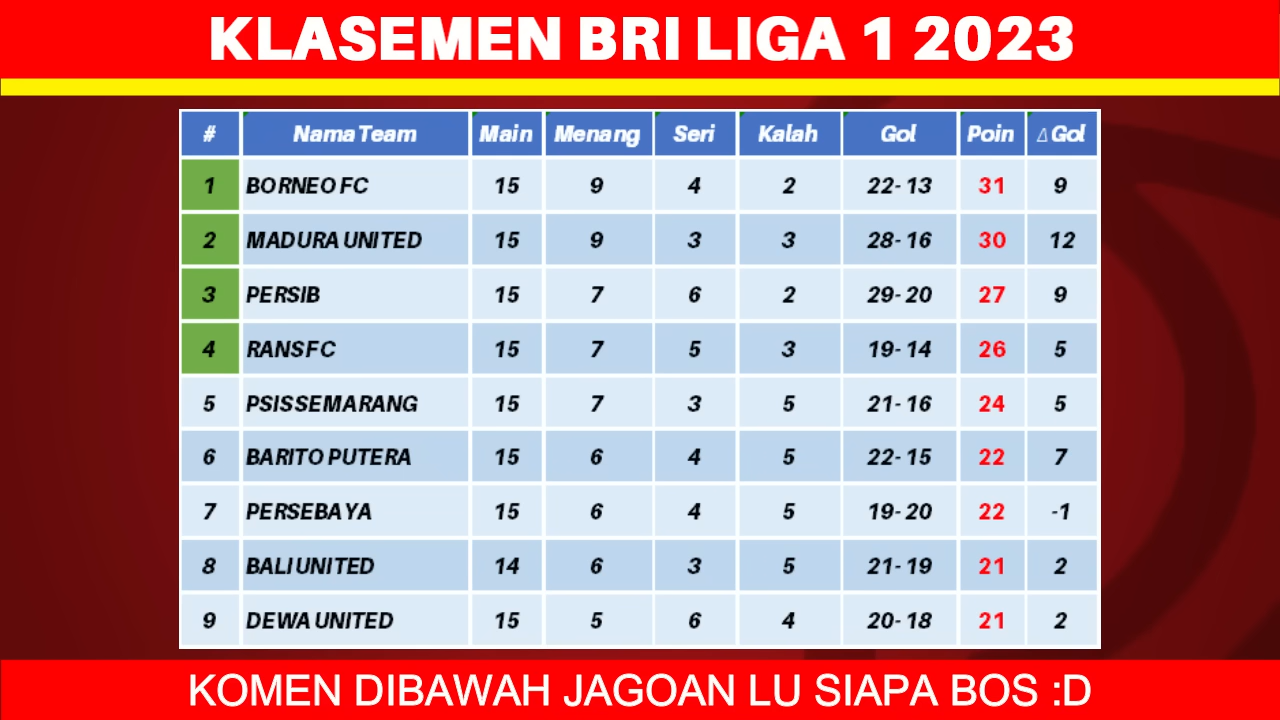 KLASEMEN BRI LIGA 1 2023
# Nama Team Main Menang Seri Kalah Gol Poin Δ Gol
1 BORNEO FC 15 9 4 2 22-13 31 9
2 MADURA UNITED 15 9 3 3 28-16 30 12
3 PERSIB 15 7 6 2 29-20 27 9
4 RANS FC 15 7 5 3 19-14 26 5
5 PSIS SEMARANG 15 7 3 5 21-16 24 5
6 BARITO PUTERA 15 6 4 5 22-15 22 7
7 PERSEBAYA 15 6 4 5 19-20 22 -1
8 BALI UNITED 14 6 3 5 21-19 21 2
9 DEWA UNITED 15 5 6 4 20-18 21 2
KOMEN DIBAWAH JAGOAN LU SIAPA BOS :D